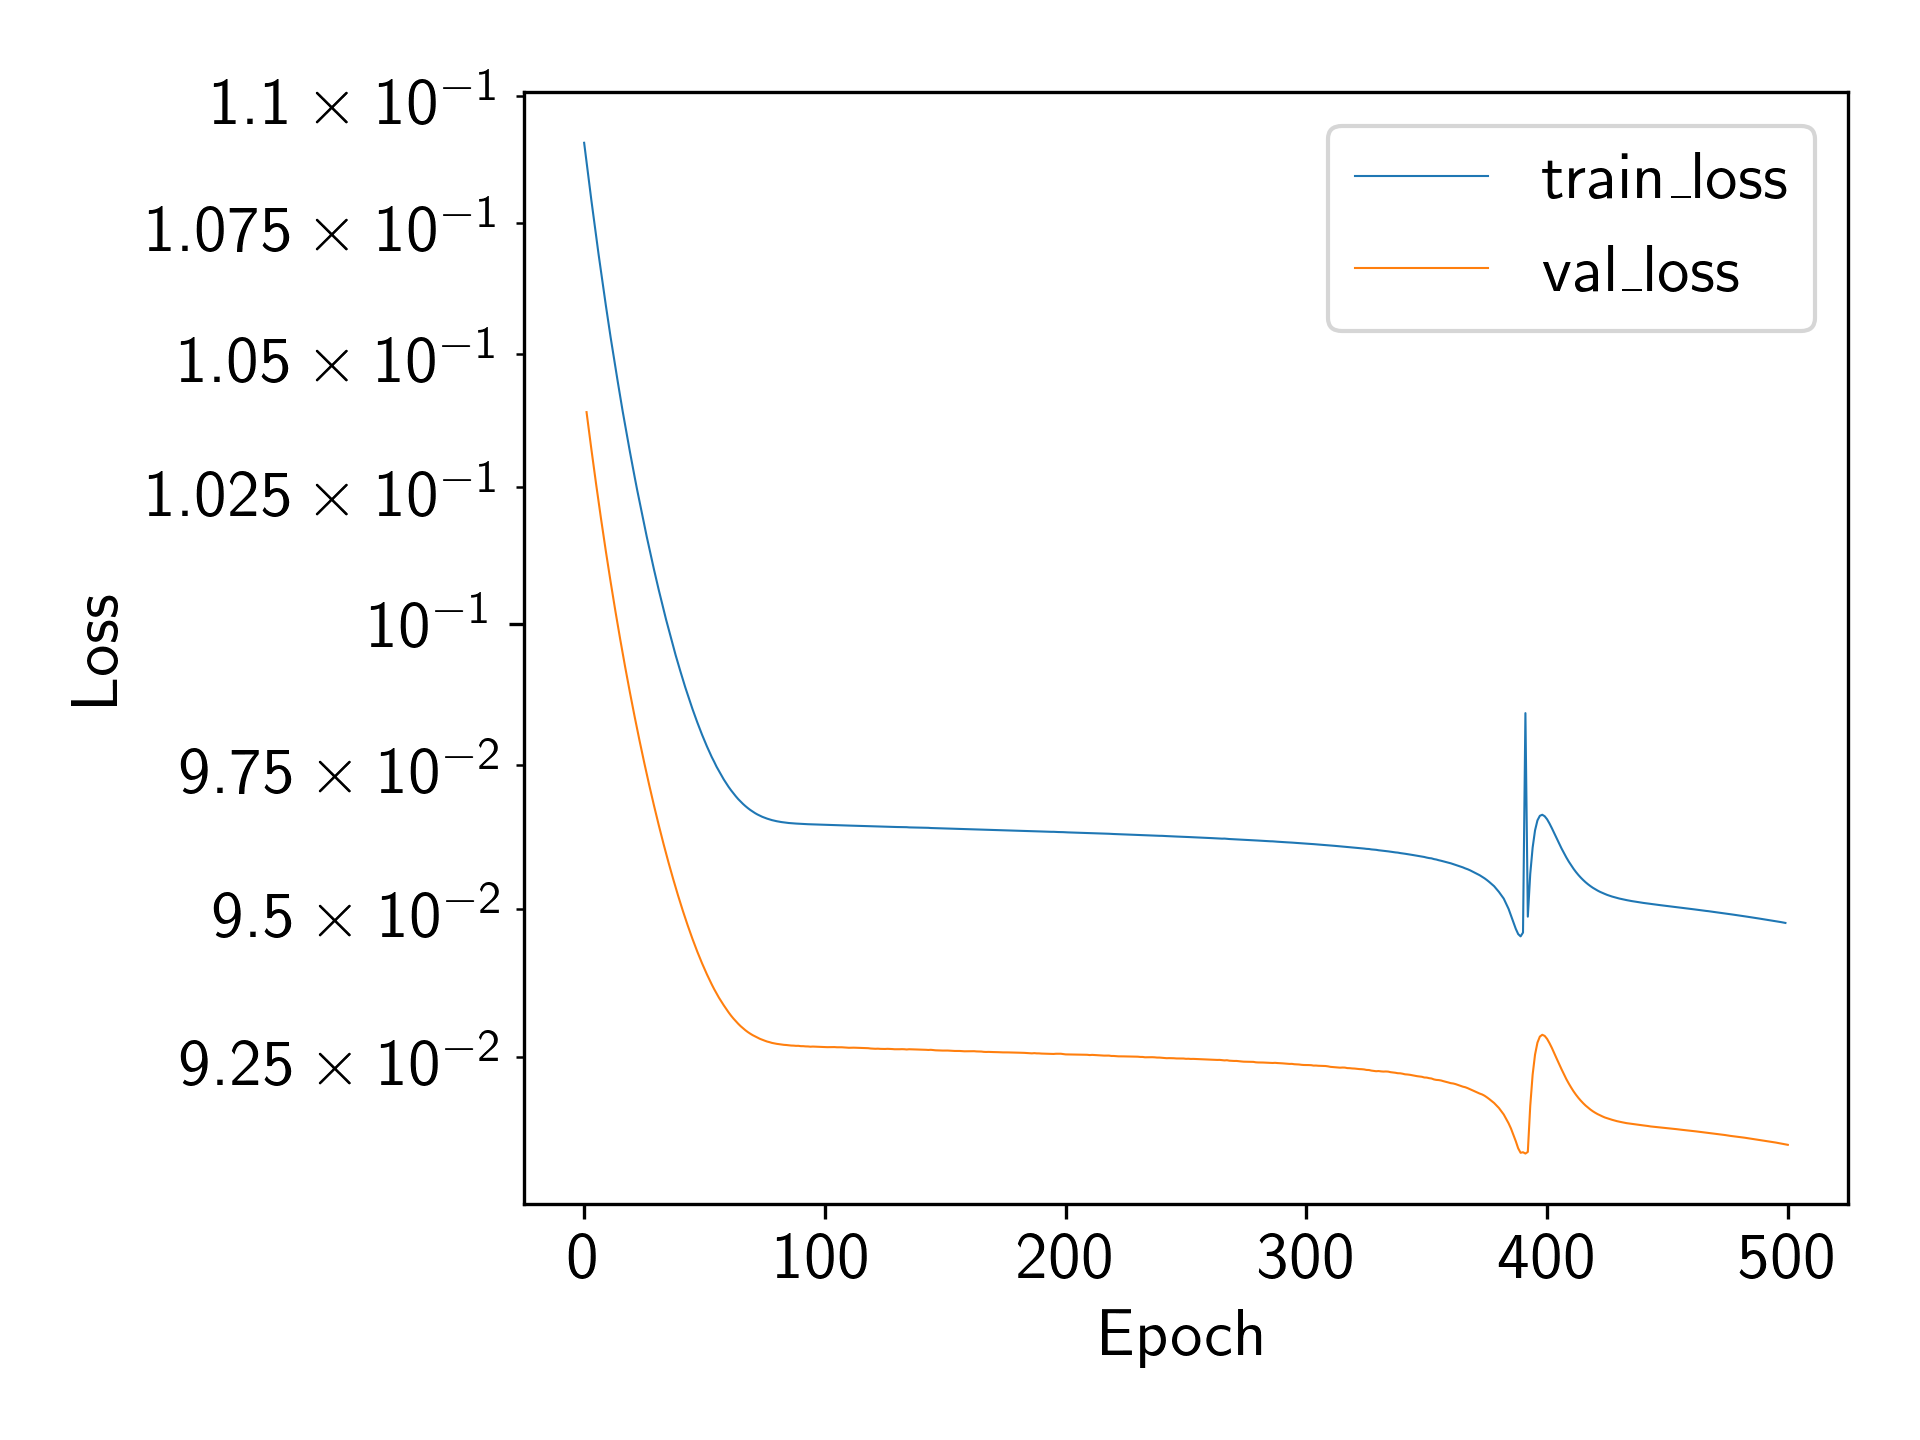 1.1 × 10⁻¹
1.075 × 10⁻¹
1.05 × 10⁻¹
1.025 × 10⁻¹
10⁻¹
9.75 × 10⁻²
9.5 × 10⁻²
9.25 × 10⁻²
Loss
train_loss
val_loss
0 100 200 300 400 500
Epoch